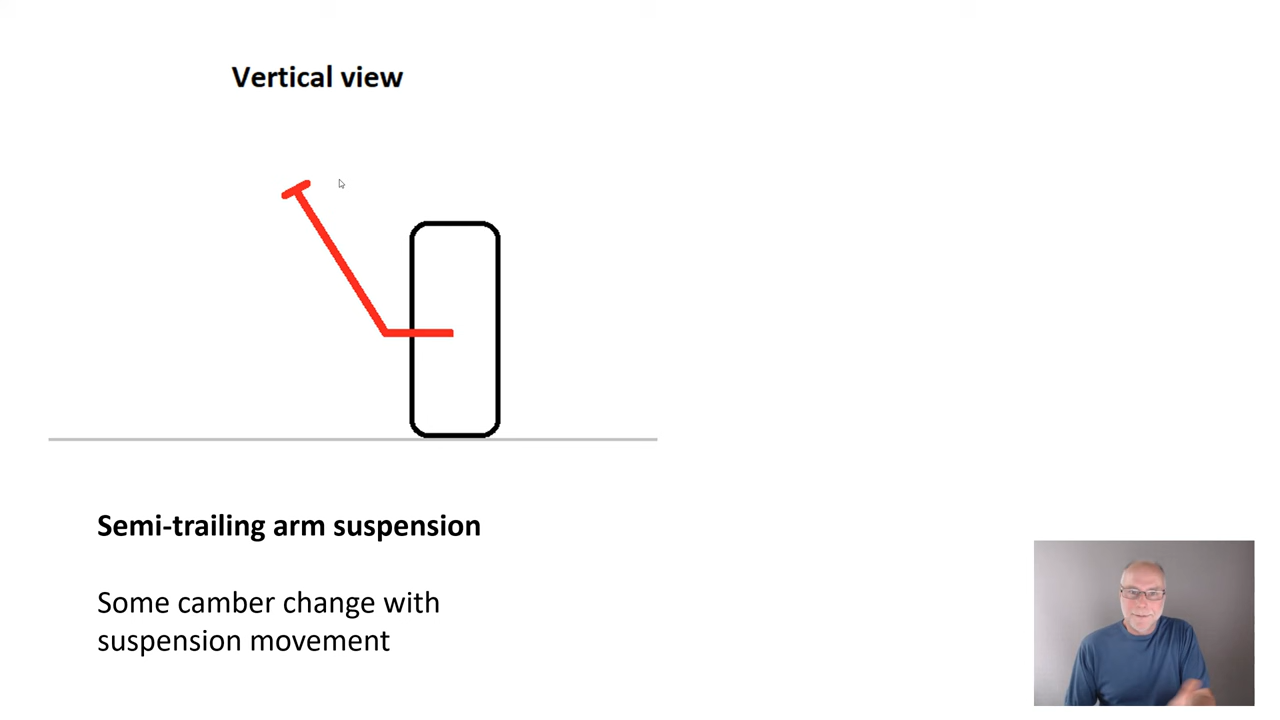 Vertical view
Semi-trailing arm suspension
Some camber change with
suspension movement